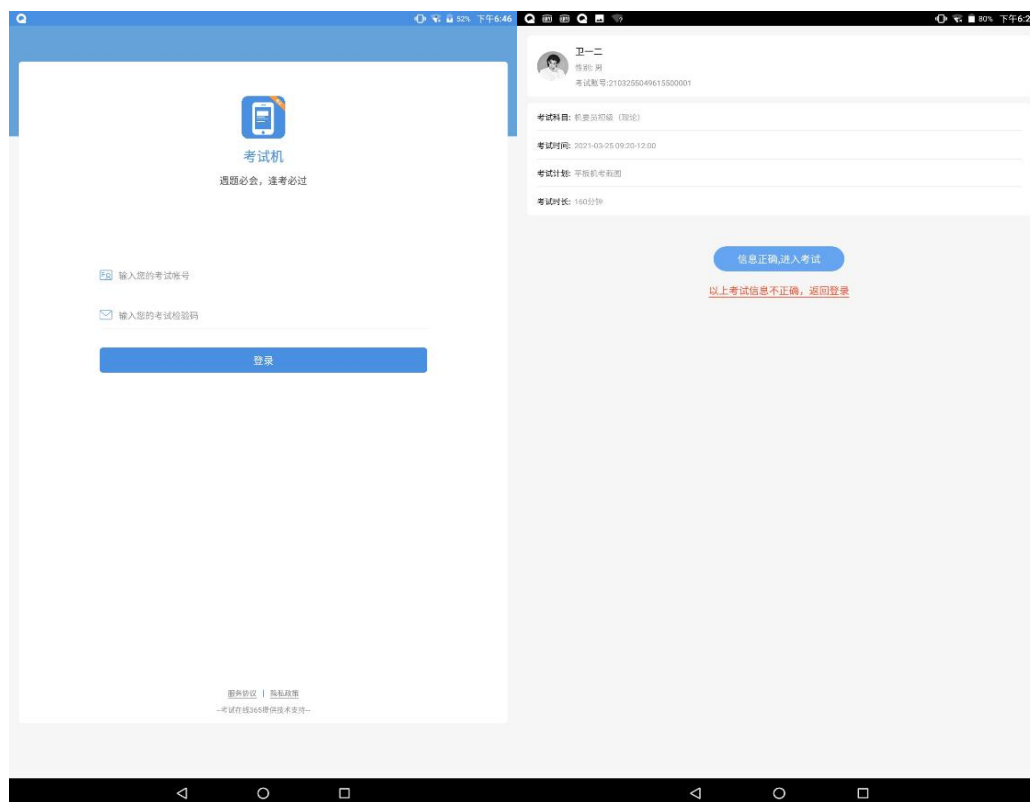 52% 下午6:46
考试机
遇题必会，逢考必过
输入您的考试帐号
输入您的考试检验码
登录
服务协议 | 隐私政策
--考试在线365提供技术支持--
80% 下午6:2
卫一二
性别: 男
考试账号:2103255049615500001
考试科目: 机要员初级（理论）
考试时间: 2021-03-25 09:20-12:00
考试计划: 平板机考截图
考试时长: 160分钟
信息正确,进入考试
以上考试信息不正确，返回登录